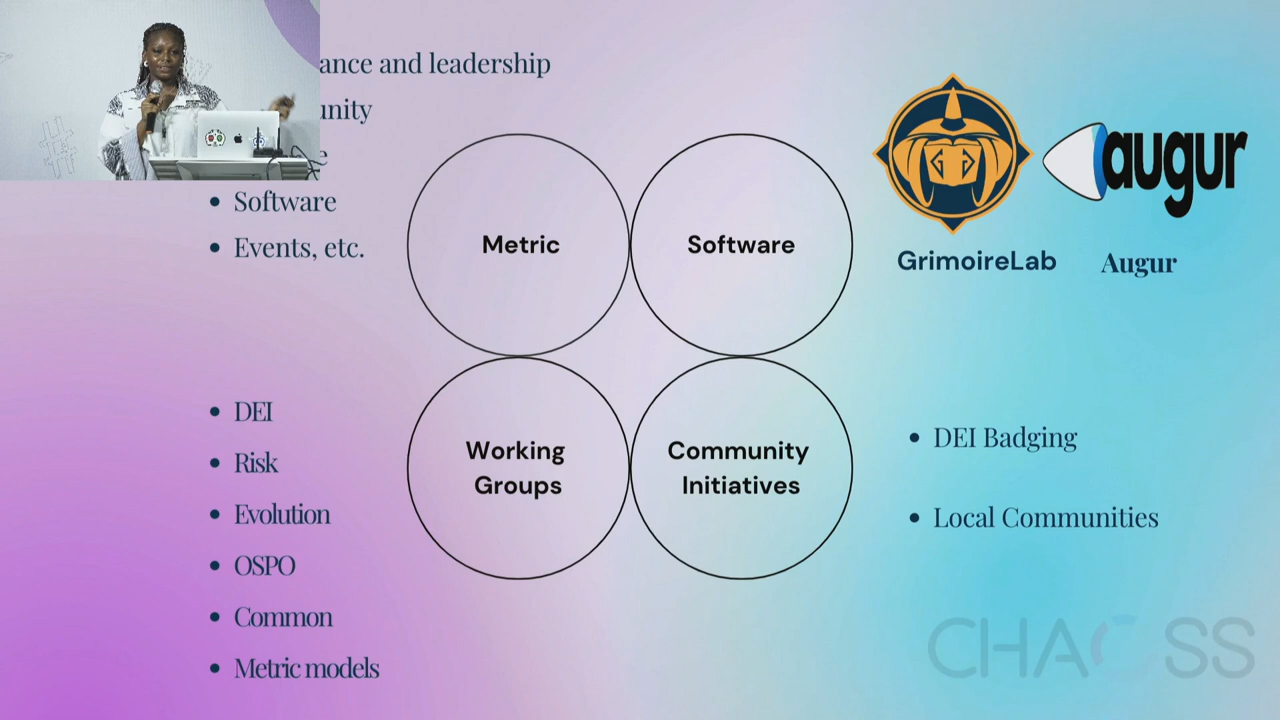 ance and leadership
unity
e
Software
Events, etc.
Metric
Software
augur
GrimoireLab
Augur
DEI
Risk
Evolution
OSPO
Common
Metric models
Working
Groups
Community
Initiatives
DEI Badging
Local Communities
CHAOSS